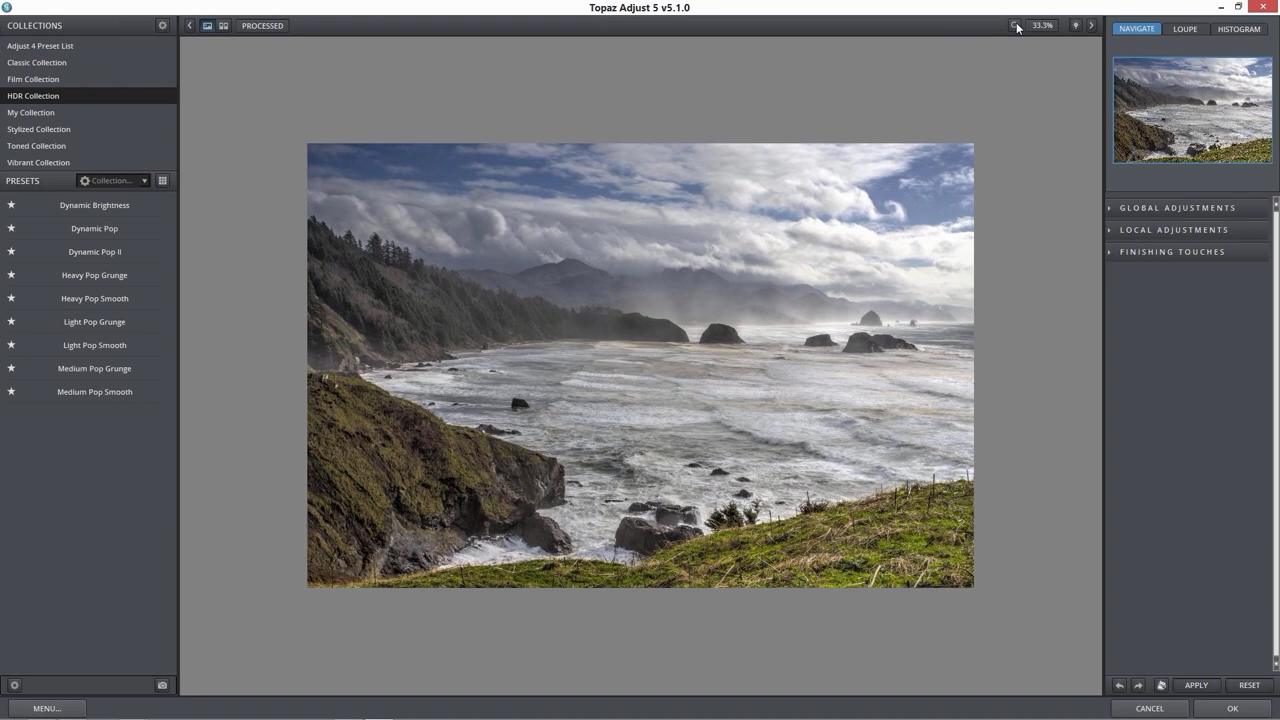 Topaz Adjust 5 v5.1.0
COLLECTIONS
PROCESSED
33.3%
NAVIGATE
LOUPE
HISTOGRAM
Adjust 4 Preset List
Classic Collection
Film Collection
HDR Collection
My Collection
Stylized Collection
Toned Collection
Vibrant Collection
PRESETS
Collection...
Dynamic Brightness
Dynamic Pop
Dynamic Pop II
Heavy Pop Grunge
Heavy Pop Smooth
Light Pop Grunge
Light Pop Smooth
Medium Pop Grunge
Medium Pop Smooth
GLOBAL ADJUSTMENTS
LOCAL ADJUSTMENTS
FINISHING TOUCHES
APPLY
RESET
MENU...
CANCEL
OK